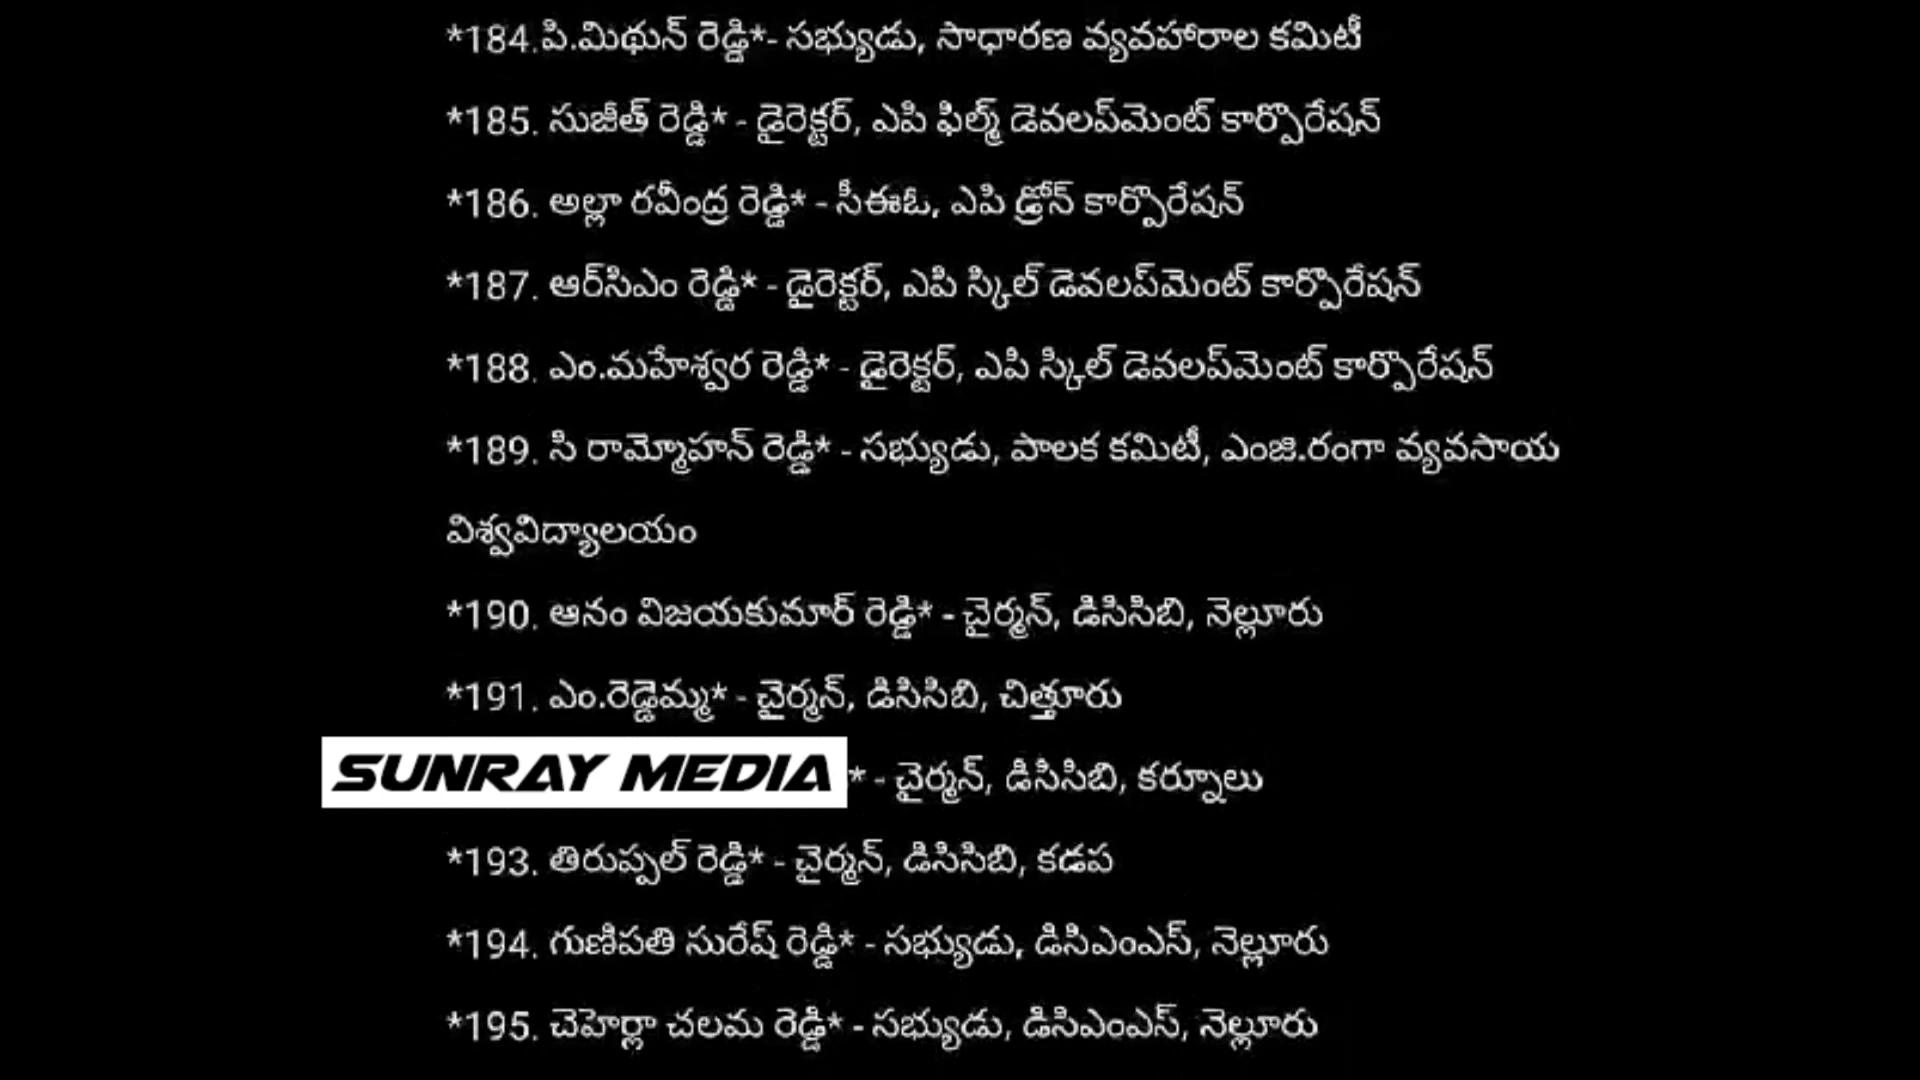 *184.పి.మిథున్ రెడ్డి*- సభ్యుడు, సాధారణ వ్యవహారాల కమిటీ
*185. సుజీత్ రెడ్డి* - డైరెక్టర్, ఎపి ఫిల్మ్ డెవలప్‌మెంట్ కార్పొరేషన్
*186. అల్లా రవీంద్ర రెడ్డి* - సీఈఓ, ఎపి డ్రోన్ కార్పొరేషన్
*187. ఆర్‌సిఎం రెడ్డి* - డైరెక్టర్, ఎపి స్కిల్ డెవలప్‌మెంట్ కార్పొరేషన్
*188. ఎం.మహేశ్వర రెడ్డి* - డైరెక్టర్, ఎపి స్కిల్ డెవలప్‌మెంట్ కార్పొరేషన్
*189. సి రామ్మోహన్ రెడ్డి* - సభ్యుడు, పాలక కమిటీ, ఎంజి.రంగా వ్యవసాయ
విశ్వవిద్యాలయం
*190. ఆనం విజయకుమార్ రెడ్డి* - చైర్మన్, డిసిసిబి, నెల్లూరు
*191. ఎం.రెడ్డెమ్మ* - చైర్మన్, డిసిసిబి, చిత్తూరు
SUNRAY MEDIA * - చైర్మన్, డిసిసిబి, కర్నూలు
*193. తిరుప్పల్ రెడ్డి* - చైర్మన్, డిసిసిబి, కడప
*194. గుణిపతి సురేష్ రెడ్డి* - సభ్యుడు, డిసిఎంఎస్, నెల్లూరు
*195. చెహెర్లా చలమ రెడ్డి* - సభ్యుడు, డిసిఎంఎస్, నెల్లూరు